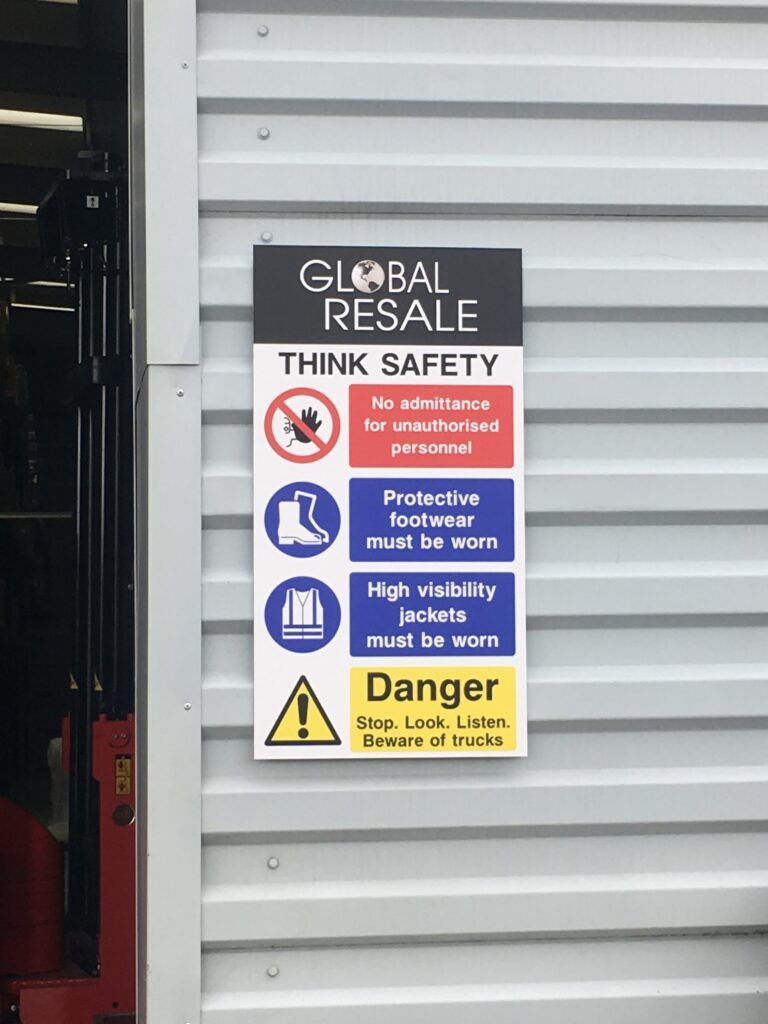 GLOBAL
RESALE
THINK SAFETY
No admittance
for unauthorised
personnel
Protective
footwear
must be worn
High visibility
jackets
must be worn
Danger
Stop. Look. Listen.
Beware of trucks